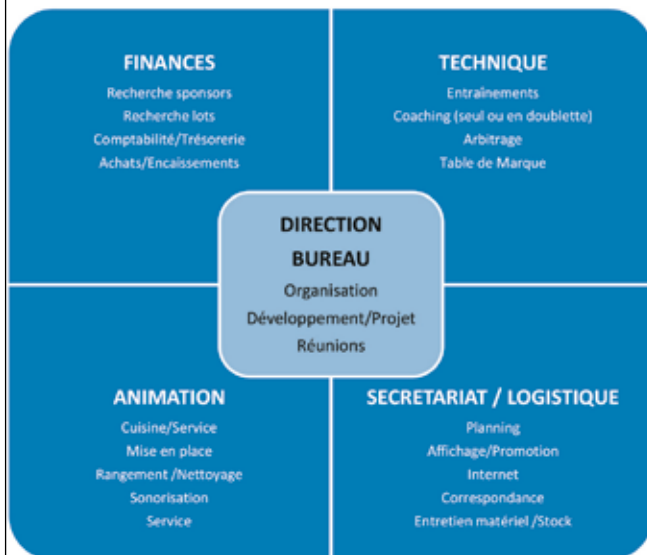 FINANCES
Recherche sponsors
Recherche lots
Comptabilité/Trésorerie
Achats/Encaissements
TECHNIQUE
Entraînements
Coaching (seul ou en doublette)
Arbitrage
Table de Marque
DIRECTION
BUREAU
Organisation
Développement/Projet
Réunions
ANIMATION
Cuisine/Service
Mise en place
Rangement /Nettoyage
Sonorisation
Service
SECRETARIAT / LOGISTIQUE
Planning
Affichage/Promotion
Internet
Correspondance
Entretien matériel /Stock